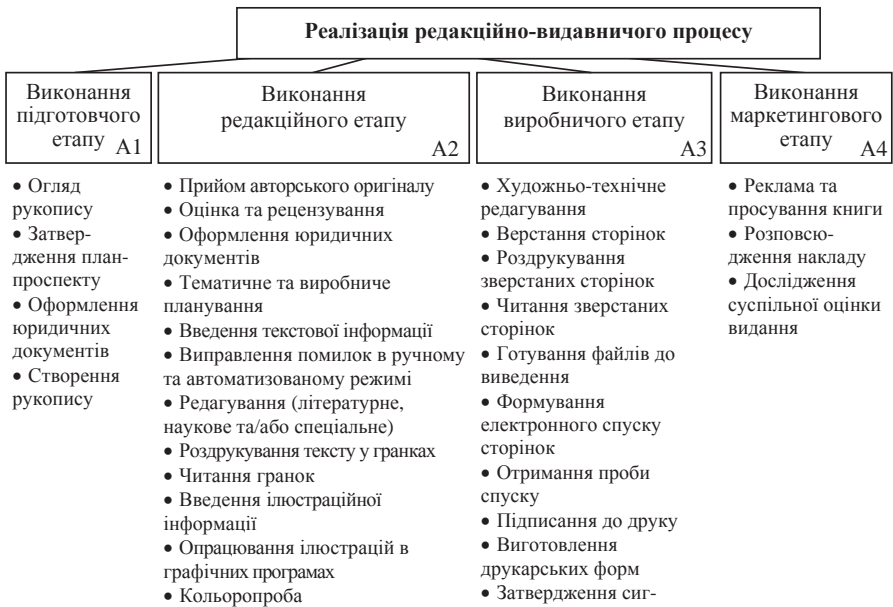 Реалізація редакційно-видавничого процесу
Виконання
підготовчого
етапу
А1
Виконання
редакційного етапу
А2
Виконання
виробничого етапу
А3
Виконання
маркетингового
етапу
А4
• Огляд
рукопису
• Затвер-
дження план-
проспекту
• Оформлення
юридичних
документів
• Створення
рукопису
• Прийом авторського оригіналу
• Оцінка та рецензування
• Оформлення юридичних
документів
• Тематичне та виробниче
планування
• Введення текстової інформації
• Виправлення помилок в ручному
та автоматизованому режимі
• Редагування (літературне,
наукове та/або спеціальне)
• Роздрукування тексту у гранках
• Читання гранок
• Введення ілюстраційної
інформації
• Опрацювання ілюстрацій в
графічних програмах
• Кольоропроба
• Художньо-технічне
редагування
• Верстання сторінок
• Роздрукування
зверстаних сторінок
• Читання зверстаних
сторінок
• Готування файлів до
виведення
• Формування
електронного спуску
сторінок
• Отримання проби
спуску
• Підписання до друку
• Виготовлення
друкарських форм
• Затвердження сиг-
• Реклама та
просування книги
• Розповсю-
дження накладу
• Дослідження
суспільної оцінки
видання